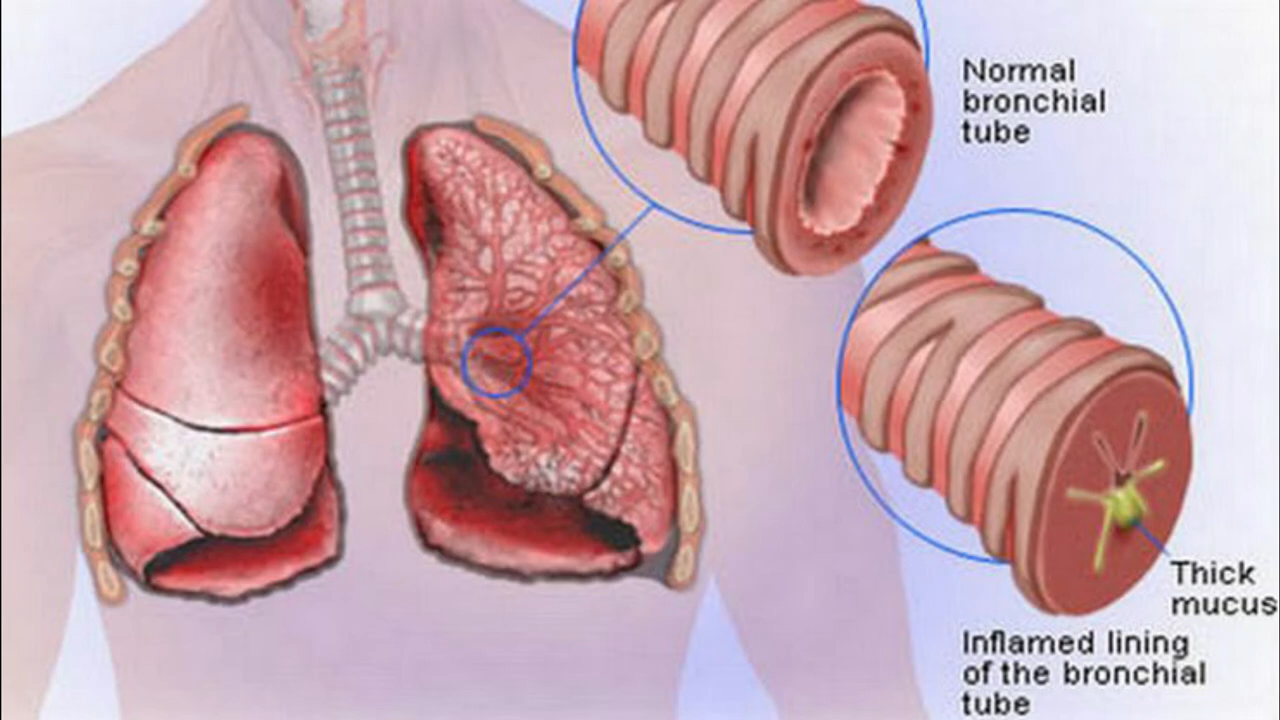 Normal
bronchial
tube
Thick
mucus
Inflamed lining
of the bronchial
tube